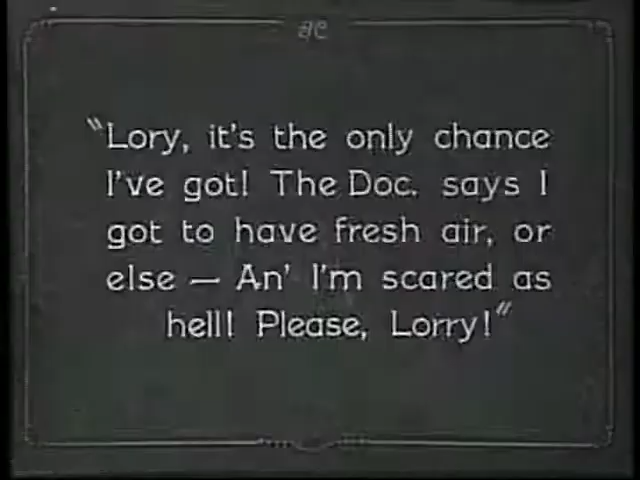 ae
"Lory, it's the only chance
I've got! The Doc. says I
got to have fresh air, or
else — An' I'm scared as
hell! Please, Lorry!"